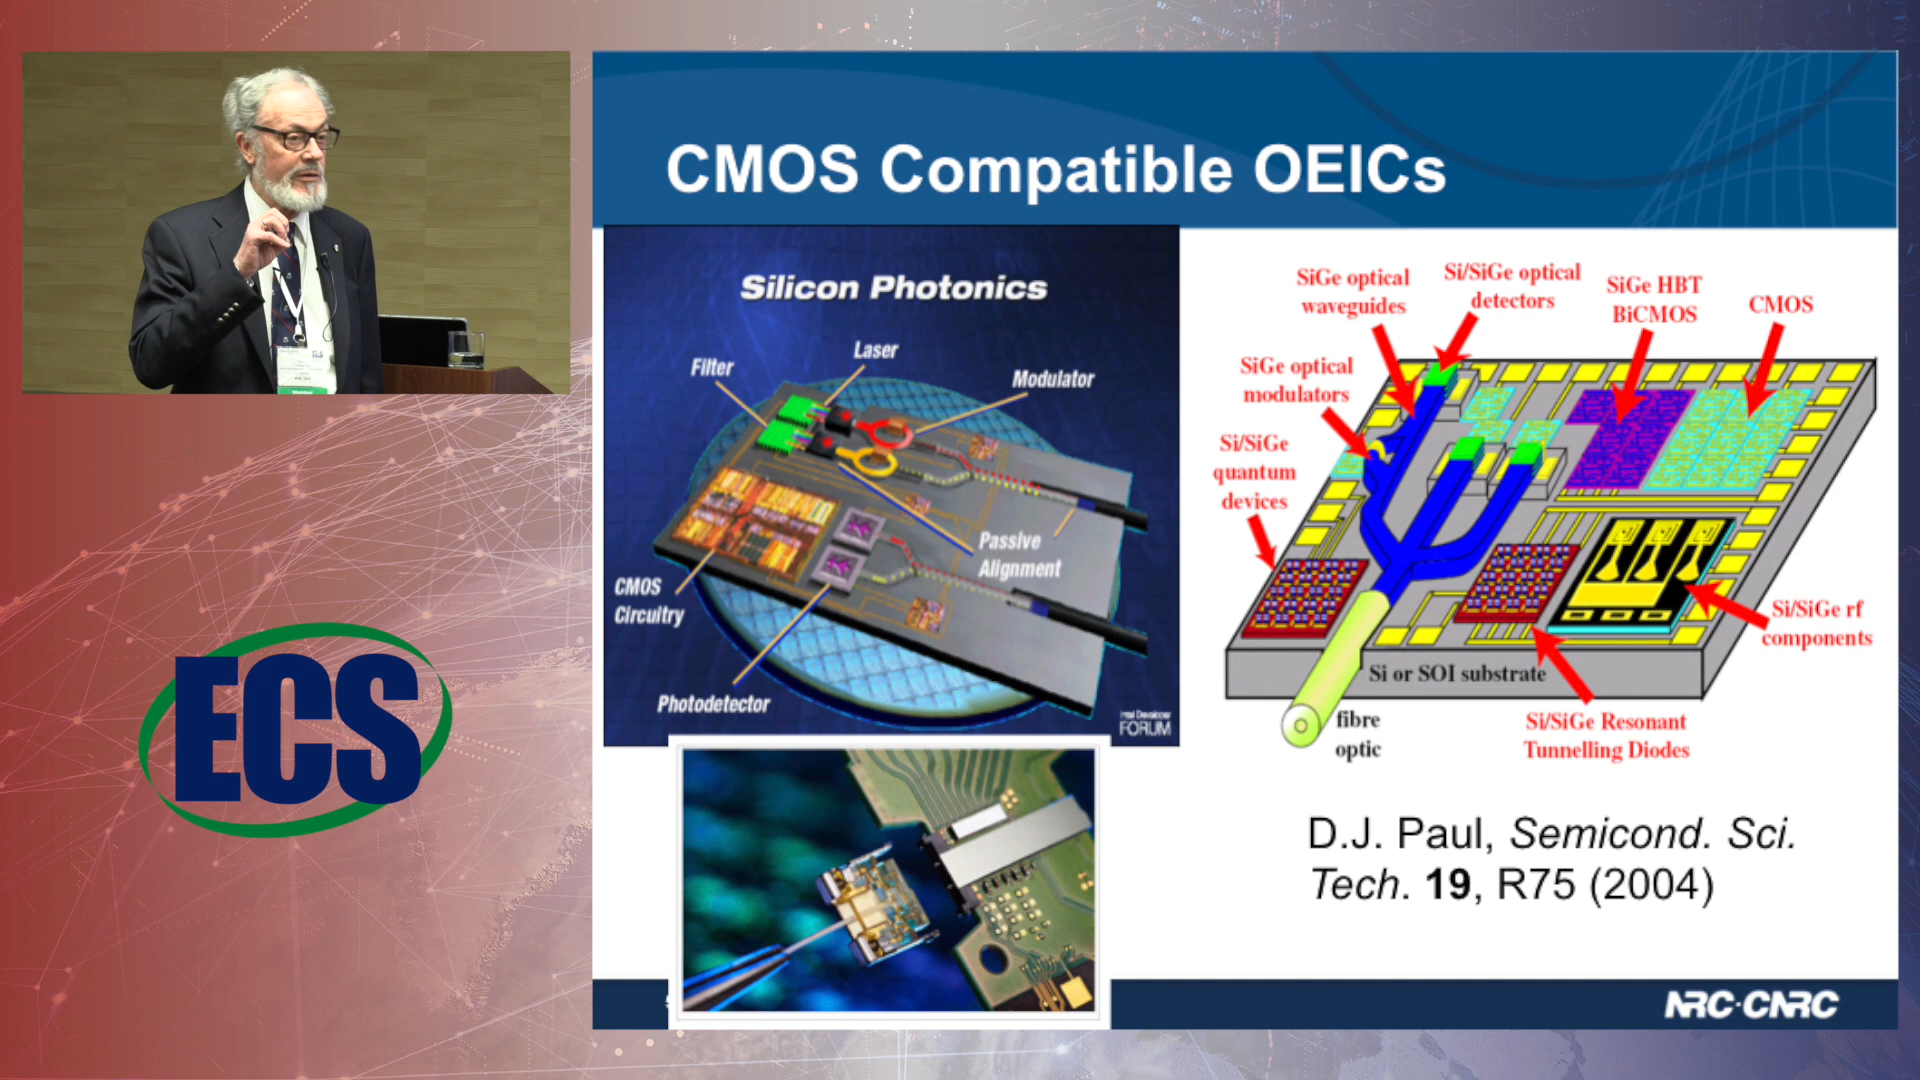 CMOS Compatible OEICs
Silicon Photonics
Filter
Laser
Modulator
Passive
Alignment
CMOS
Circuitry
Photodetector
Intel Developer
FORUM
SiGe optical
waveguides
Si/SiGe optical
detectors
SiGe HBT
BiCMOS
CMOS
SiGe optical
modulators
Si/SiGe
quantum
devices
Si/SiGe rf
components
Si or SOI substrate
fibre
optic
Si/SiGe Resonant
Tunnelling Diodes
D.J. Paul, Semicond. Sci.
Tech. 19, R75 (2004)
NRC·CNRC
ECS
ECS